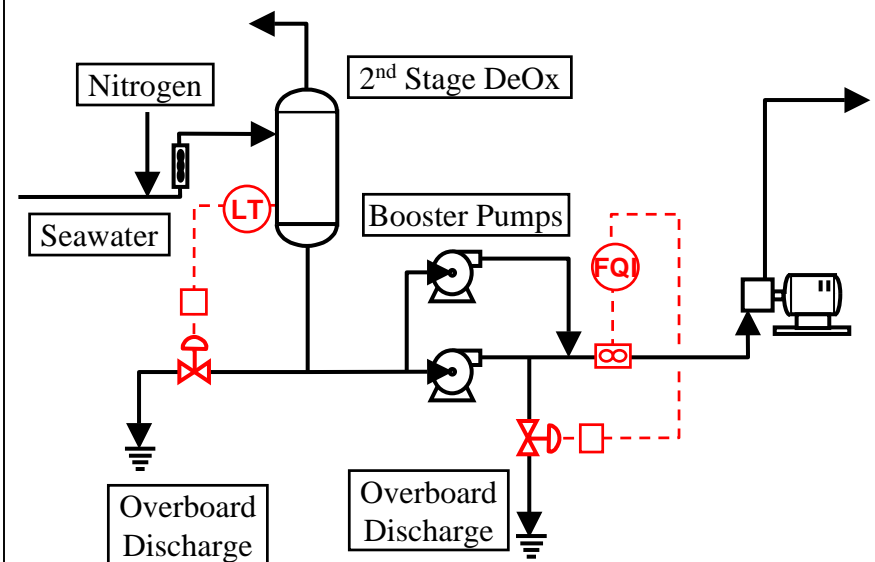 2nd Stage DeOx
Nitrogen
LT
Seawater
Booster Pumps
FQI
Overboard
Discharge
Overboard
Discharge